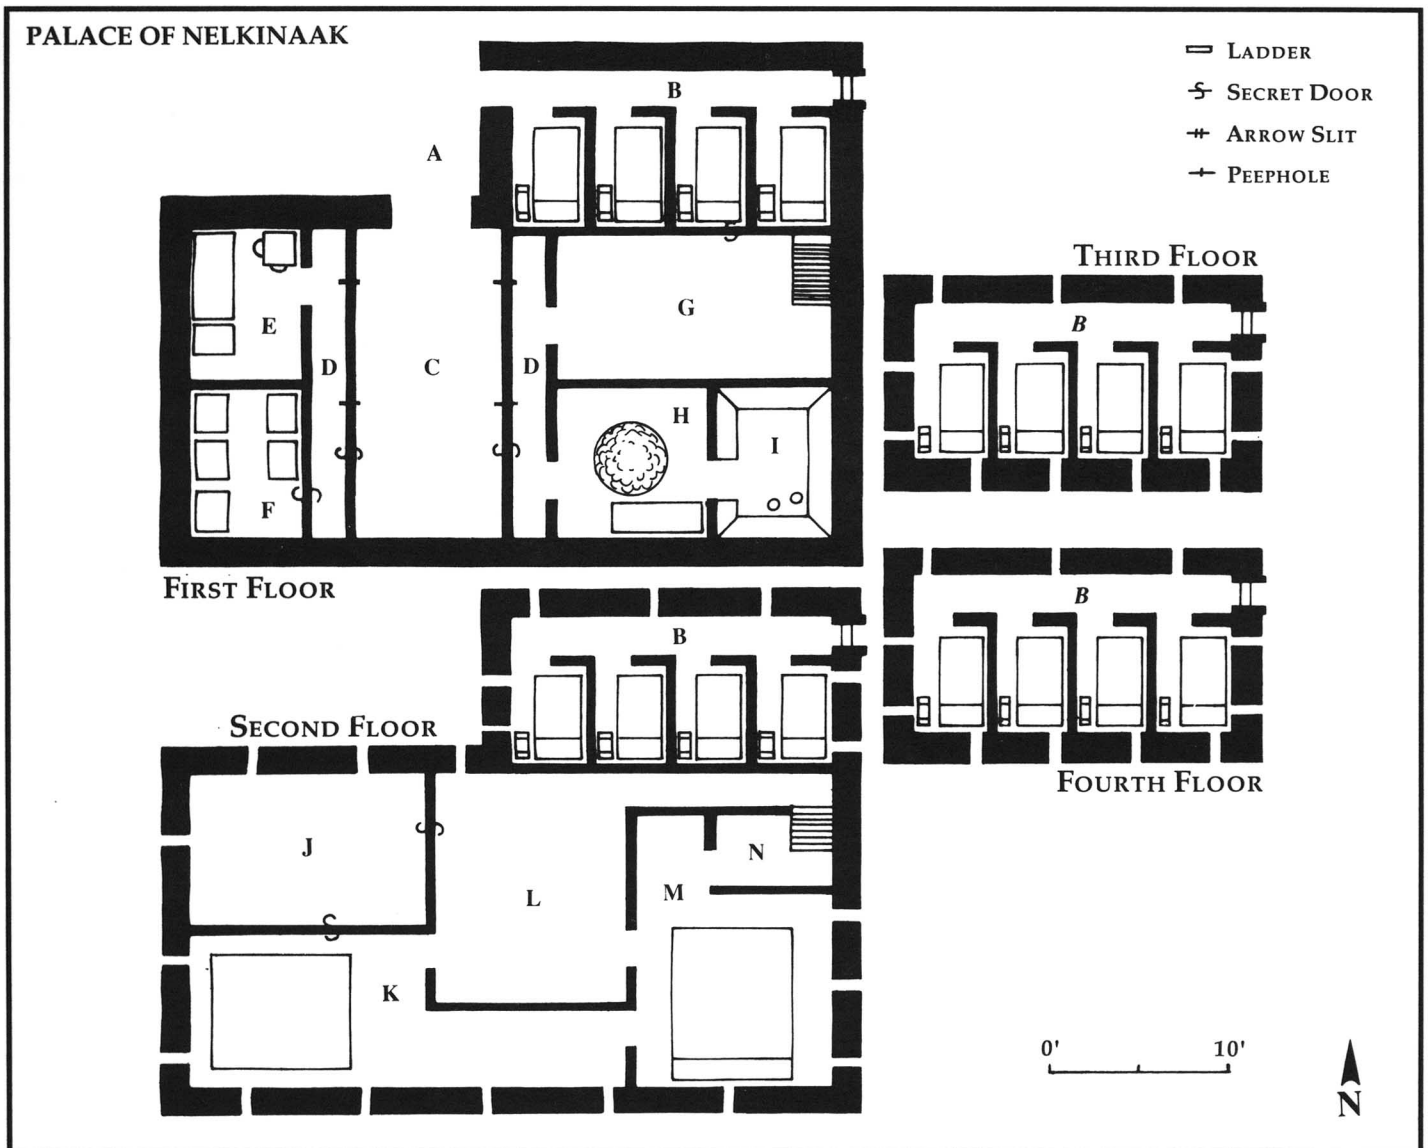 PALACE OF NELKINAAK
LADDER
SECRET DOOR
ARROW SLIT
PEEPHOLE
B
A
E
D
C
D
G
F
H
I
FIRST FLOOR
THIRD FLOOR
B
B
FOURTH FLOOR
SECOND FLOOR
B
J
L
M
N
K
0' 10'
N